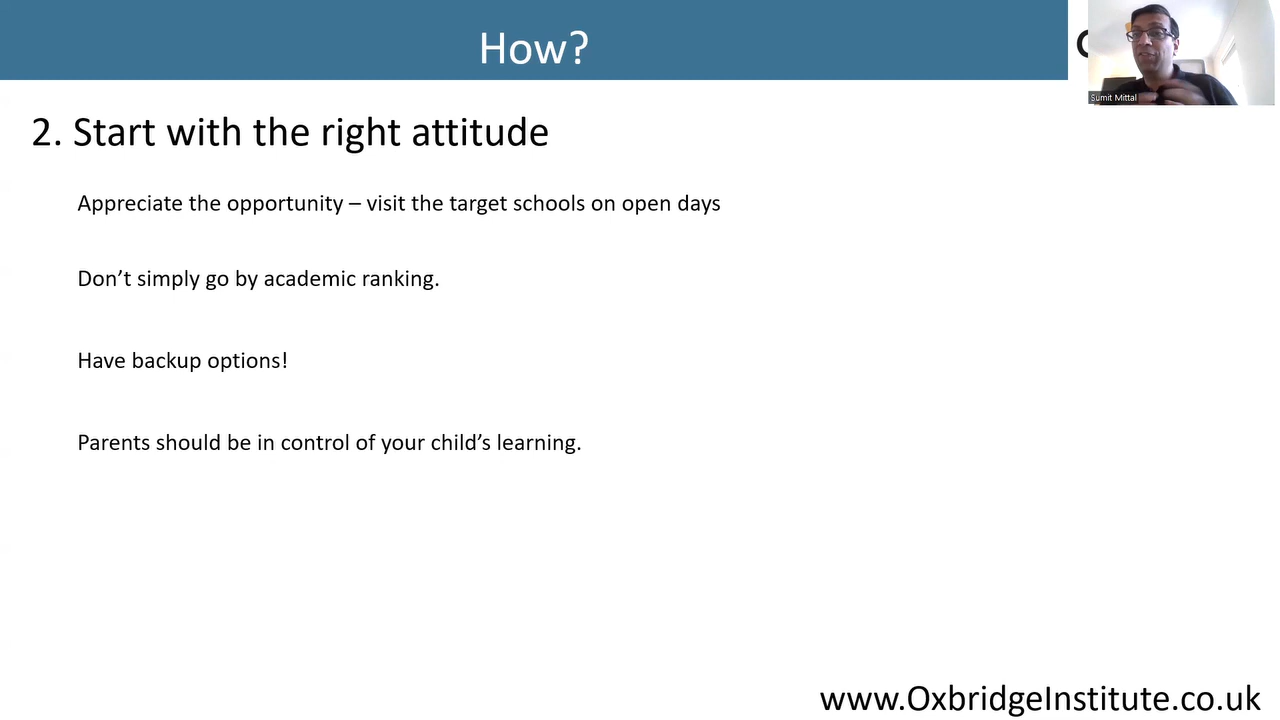 How?
Sumit Mittal
2. Start with the right attitude
Appreciate the opportunity – visit the target schools on open days
Don’t simply go by academic ranking.
Have backup options!
Parents should be in control of your child’s learning.
www.OxbridgeInstitute.co.uk